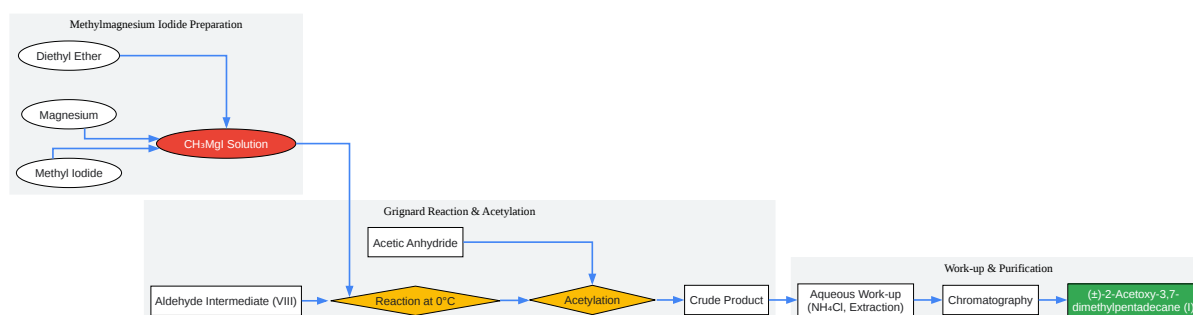 Methylmagnesium Iodide Preparation
Diethyl Ether
Magnesium
CH₃MgI Solution
Methyl Iodide
Grignard Reaction & Acetylation
Acetic Anhydride
Aldehyde Intermediate (VIII)
Reaction at 0°C
Acetylation
Crude Product
Work-up & Purification
Aqueous Work-up
(NH₄Cl, Extraction)
Chromatography
(±)-2-Acetoxy-3,7-
dimethylpentadecane (I)